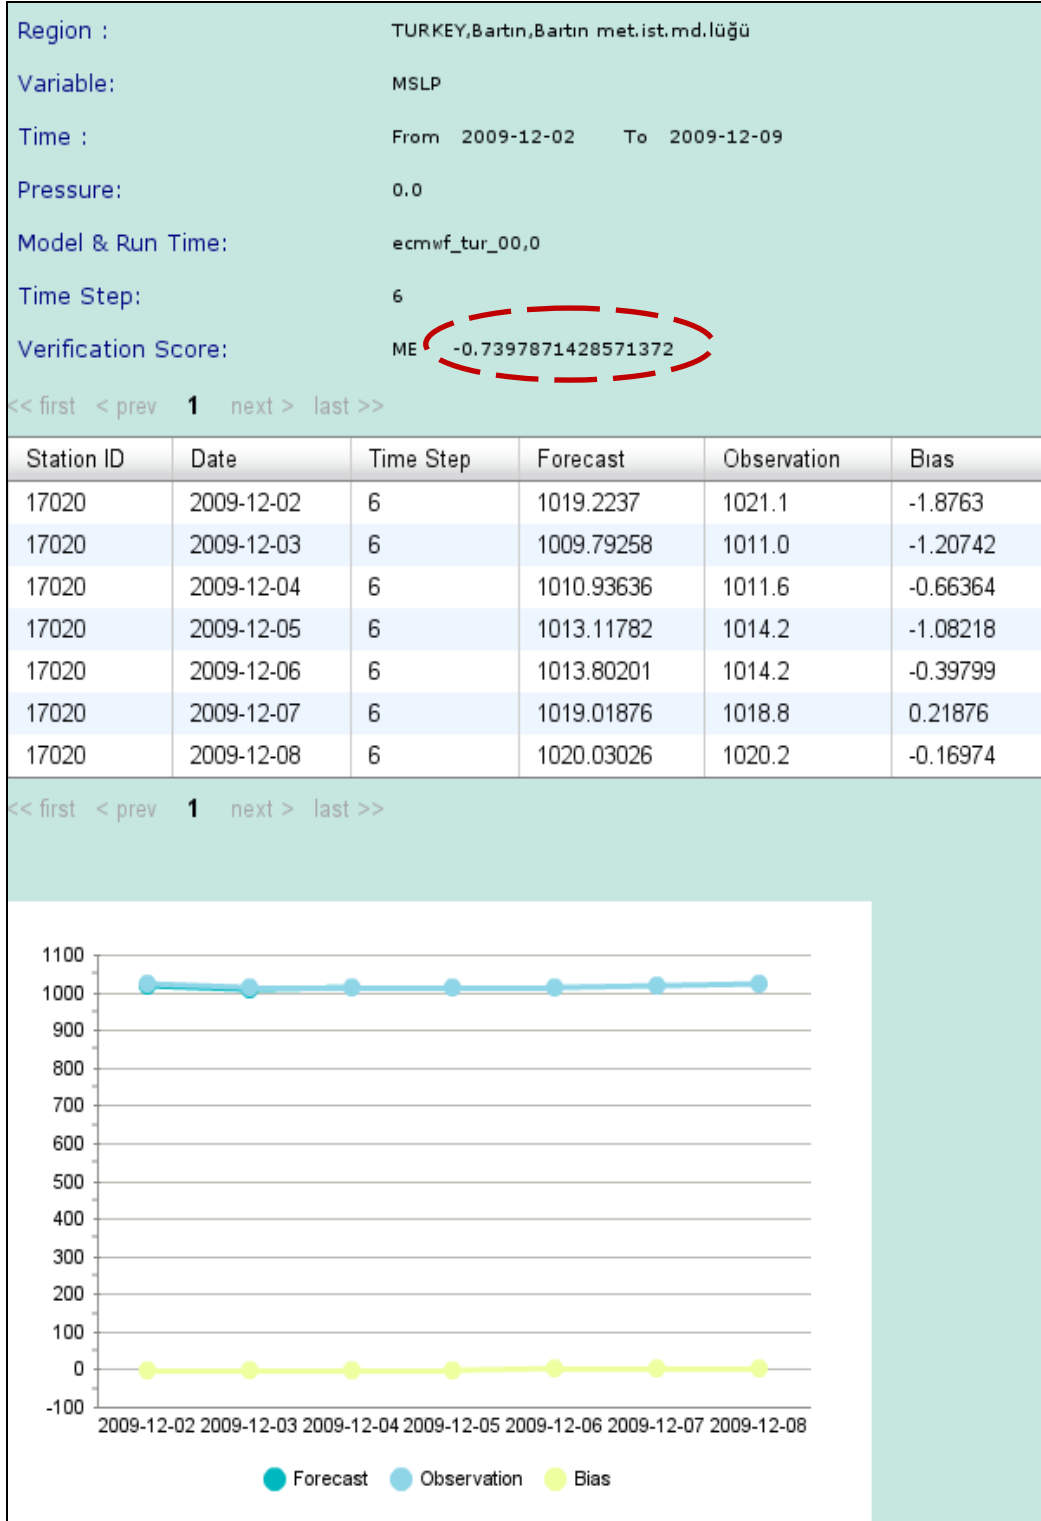 Region : TURKEY,Bartın,Bartın met.ist.md.lüğü
Variable: MSLP
Time : From 2009-12-02 To 2009-12-09
Pressure: 0.0
Model & Run Time: ecmwf_tur_00,0
Time Step: 6
Verification Score: ME -0.7397871428571372
<< first < prev 1 next > last >>
Station ID Date Time Step Forecast Observation Bıas
17020 2009-12-02 6 1019.2237 1021.1 -1.8763
17020 2009-12-03 6 1009.79258 1011.0 -1.20742
17020 2009-12-04 6 1010.93636 1011.6 -0.66364
17020 2009-12-05 6 1013.11782 1014.2 -1.08218
17020 2009-12-06 6 1013.80201 1014.2 -0.39799
17020 2009-12-07 6 1019.01876 1018.8 0.21876
17020 2009-12-08 6 1020.03026 1020.2 -0.16974
<< first < prev 1 next > last >>
1100
1000
900
800
700
600
500
400
300
200
100
0
-100
2009-12-02 2009-12-03 2009-12-04 2009-12-05 2009-12-06 2009-12-07 2009-12-08
Forecast Observation Bias